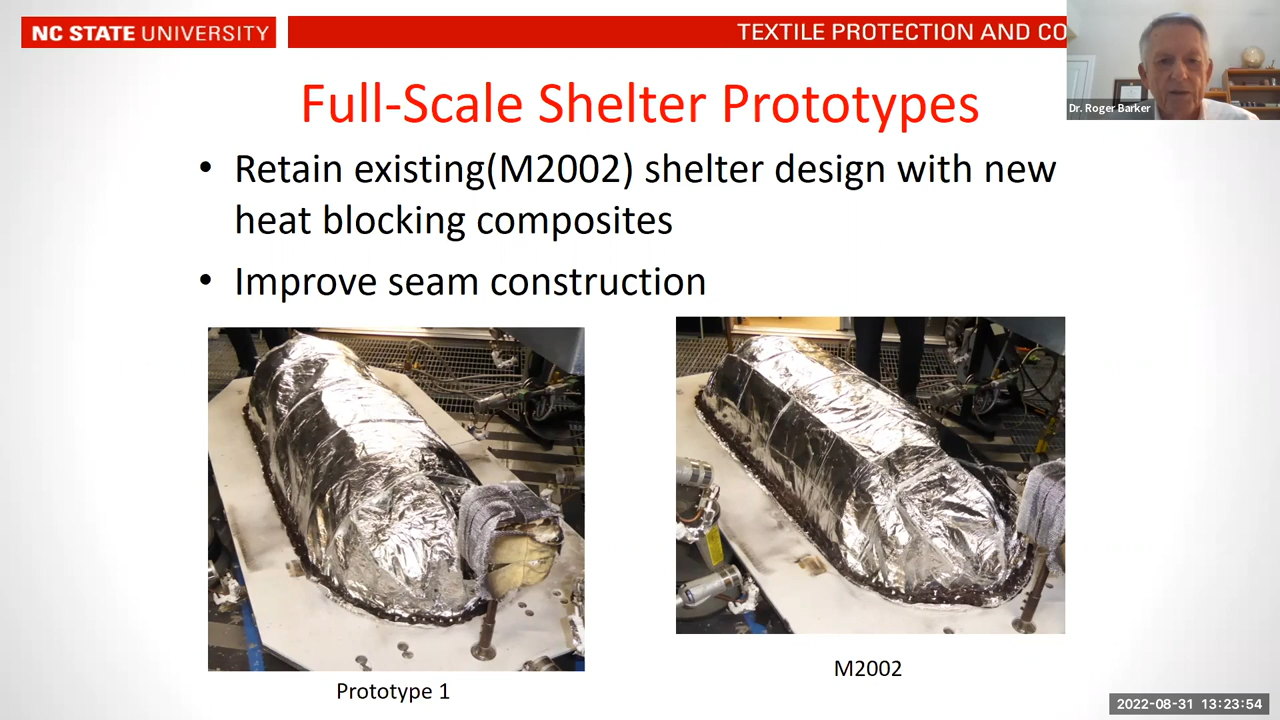 NC STATE UNIVERSITY
TEXTILE PROTECTION AND CO
Dr. Roger Barker
Full-Scale Shelter Prototypes
• Retain existing(M2002) shelter design with new
heat blocking composites
• Improve seam construction
Prototype 1
M2002
2022-08-31 13:23:54